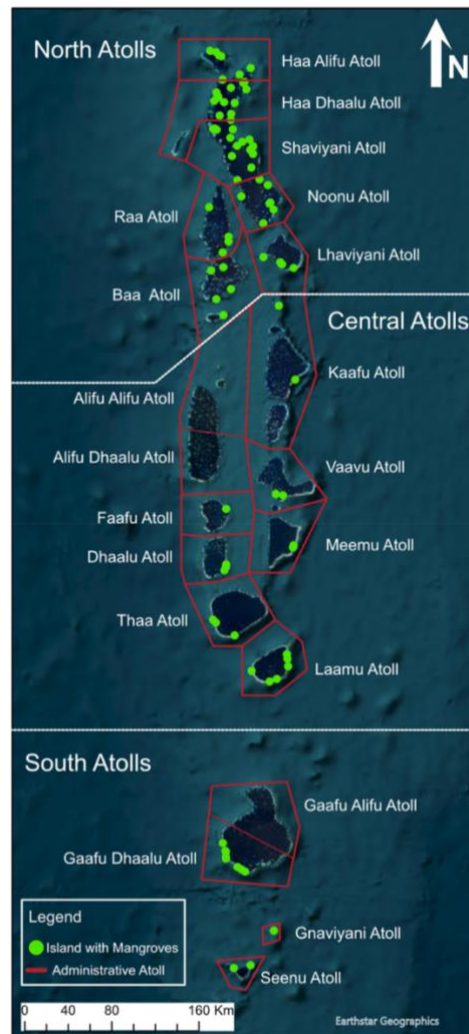 North Atolls
N
Haa Alifu Atoll
Haa Dhaalu Atoll
Shaviyani Atoll
Noonu Atoll
Raa Atoll
Lhaviyani Atoll
Baa Atoll
Central Atolls
Kaafu Atoll
Alifu Alifu Atoll
Alifu Dhaalu Atoll
Vaavu Atoll
Faafu Atoll
Meemu Atoll
Dhaalu Atoll
Thaa Atoll
Laamu Atoll
South Atolls
Gaafu Alifu Atoll
Gaafu Dhaalu Atoll
Legend
Island with Mangroves
Administrative Atoll
Gnaviyani Atoll
Seenu Atoll
0 40 80 160 Km
Earthstar Geographics